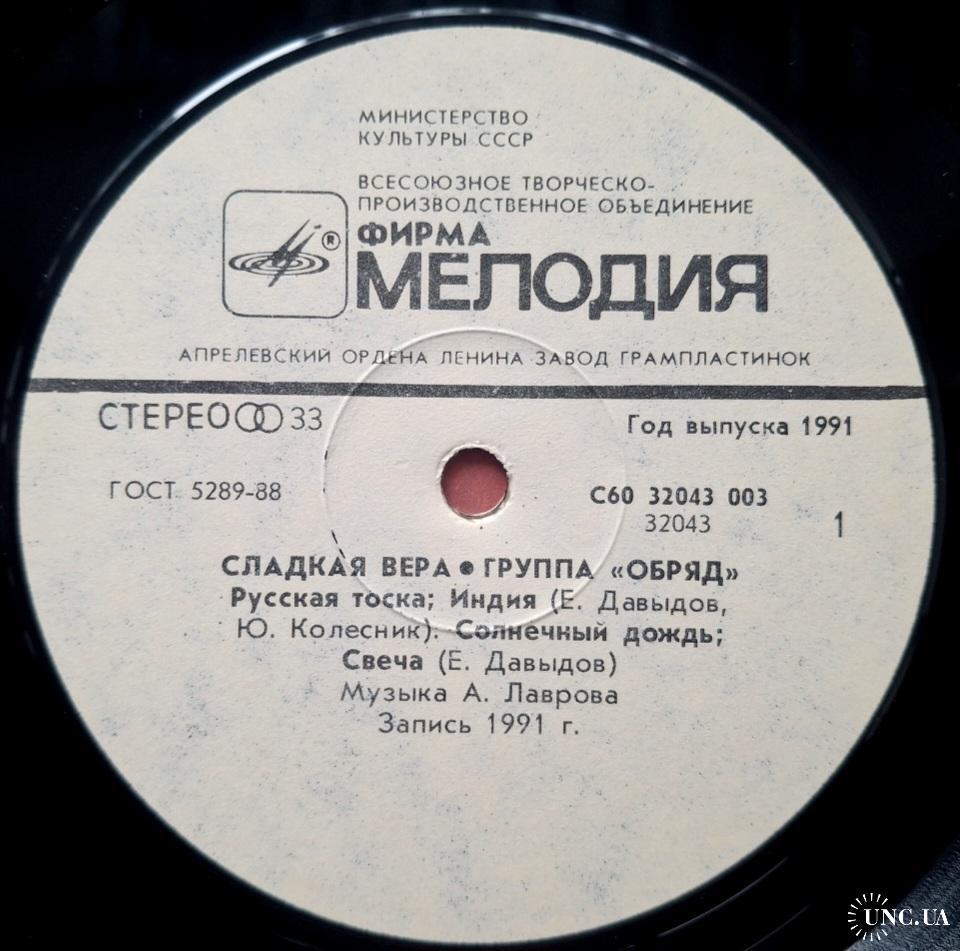 МИНИСТЕРСТВО
КУЛЬТУРЫ СССР
ВСЕСОЮЗНОЕ ТВОРЧЕСКО-
ПРОИЗВОДСТВЕННОЕ ОБЪЕДИНЕНИЕ
®
ФИРМА
МЕЛОДИЯ
АПРЕЛЕВСКИЙ ОРДЕНА ЛЕНИНА ЗАВОД ГРАМПЛАСТИНОК
СТЕРЕО 33
Год выпуска 1991
ГОСТ 5289-88
С60 32043 003
32043
1
СЛАДКАЯ ВЕРА • ГРУППА «ОБРЯД»
Русская тоска; Индия (Е. Давыдов,
Ю. Колесник). Солнечный дождь;
Свеча (Е. Давыдов)
Музыка А. Лаврова
Запись 1991 г.
UNC.UA